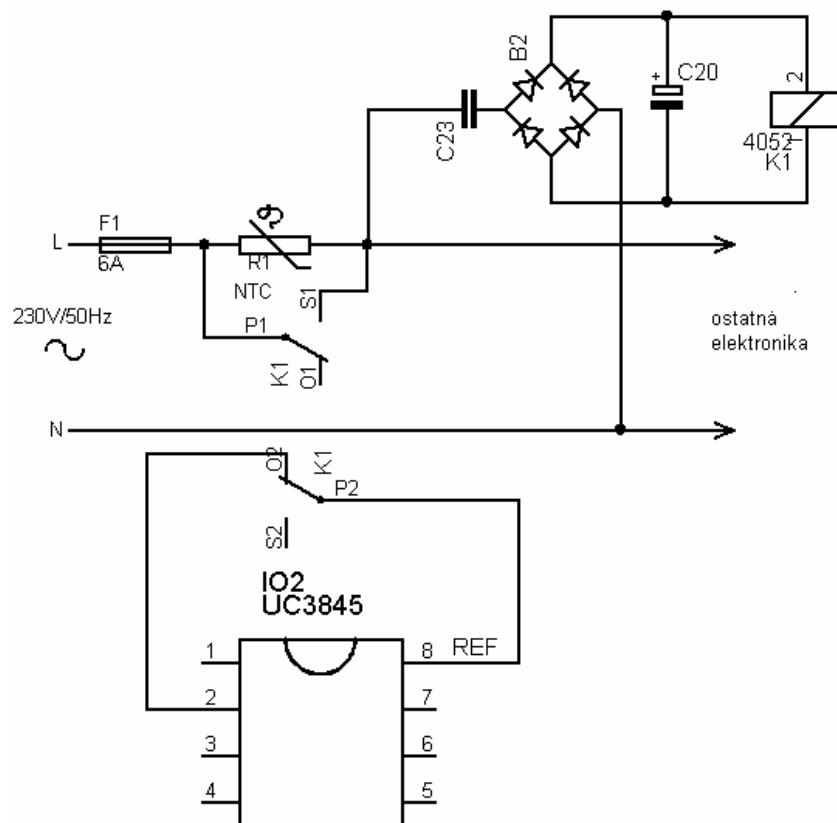 B2
C20
+
2
C23
4052
1
K1
F1
L
6A
R1
NTC
S1
P1
230V/50Hz
K1
O1
ostatná
elektronika
N
O2
K1
P2
S2
IO2
UC3845
1
8
REF
2
7
3
6
4
5